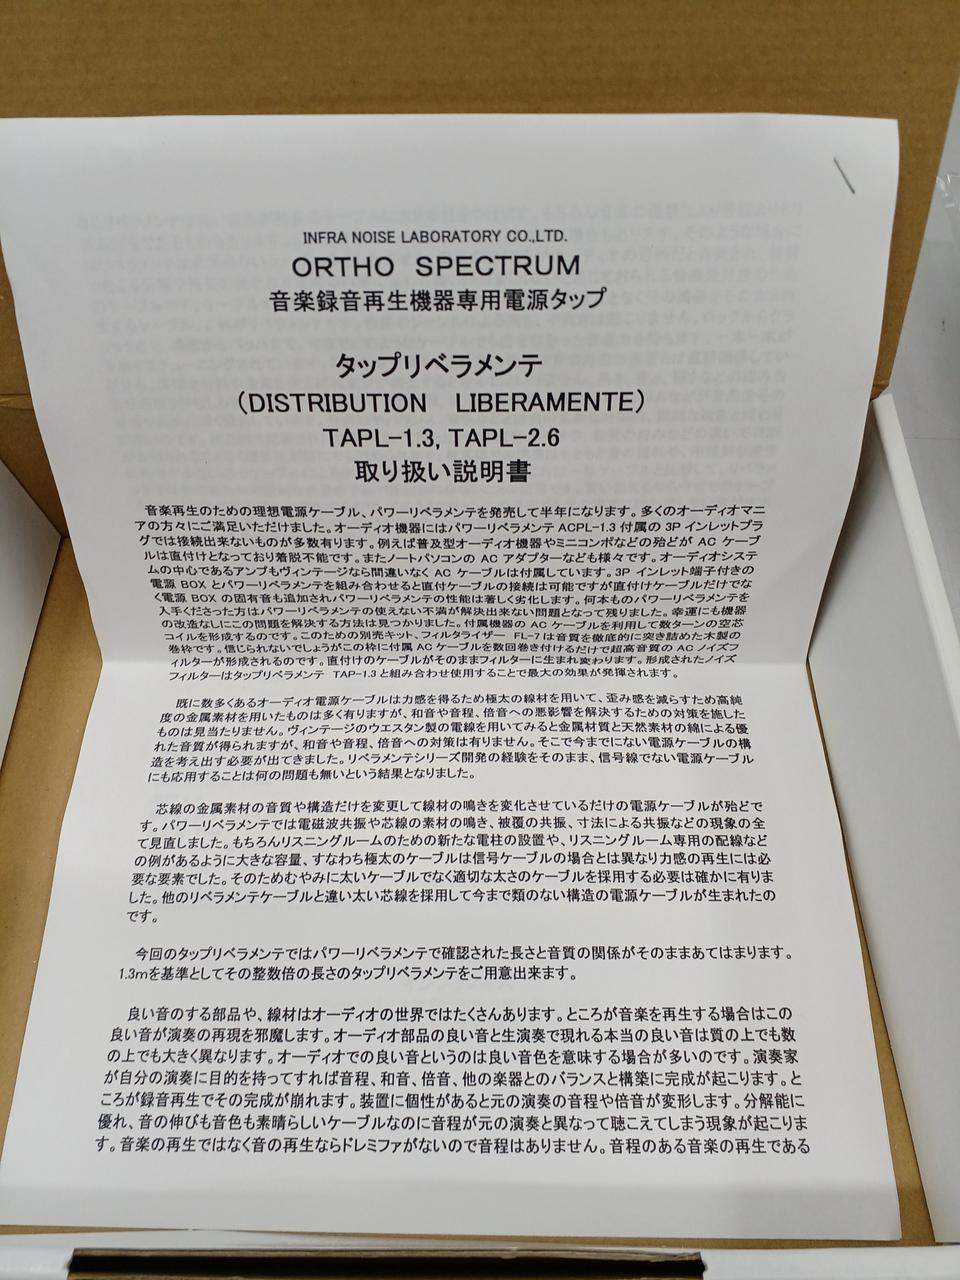 INFRA NOISE LABORATORY CO.,LTD.
ORTHO SPECTRUM
音楽録音再生機器専用電源タップ
タップリベラメンテ
（DISTRIBUTION LIBERAMENTE）
TAPL-1.3, TAPL-2.6
取り扱い説明書
音楽再生のための理想電源ケーブル、パワーリベラメンテを発売して半年になります。多くのオーディオマニ
アの方々にご満足いただけました。オーディオ機器にはパワーリベラメンテ ACPL-1.3 付属の 3P インレットプラ
グでは接続出来ないものが多数有ります。例えば普及型オーディオ機器やミニコンポなどの殆どが AC ケーブ
ルは直付けとなっており着脱不能です。またノートパソコンの AC アダプターなども様々です。オーディオシステ
ムの中心であるアンプもヴィンテージなら間違いなく AC ケーブルは付属しています。3P インレット端子付きの
電源 BOX とパワーリベラメンテを組み合わせると直付ケーブルの接続は可能ですが直付けケーブルだけでな
く電源 BOX の固有音も追加されパワーリベラメンテの性能は著しく劣化します。何本ものパワーリベラメンテを
入手くださった方はパワーリベラメンテの使えない不満が解決出来ない問題として残りました。幸運にも機器
の改造なしにこの問題を解決する方法は見つかりました。付属機器の AC ケーブルを利用して数ターンの空芯
コイルを形成するのです。このための別売キット、フィルタライザー FL-7 は音質を徹底的に突き詰めた木製の
巻枠です。信じられないでしょうがこの枠に付属 AC ケーブルを数回巻き付けるだけで超高音質の AC ノイズフ
ィルターが形成されるのです。直付けのケーブルがそのままフィルターに生まれ変わります。形成されたノイズ
フィルターはタップリベラメンテ TAP-1.3 と組み合わせ使用することで最大の効果が発揮されます。
既に数多くあるオーディオ電源ケーブルは力感を得るため極太の線材を用いて、歪み感を減らすため高純
度の金属素材を用いたものは多く有りますが、和音や音程、倍音への悪影響を解決するための対策を施した
ものは見当たりません。ヴィンテージのウエスタン製の電線を用いてみると金属材質と天然素材の綿による優
れた音質が得られますが、和音や音程、倍音への対策は有りません。そこで今までにない電源ケーブルの構
造を考え出す必要が出てきました。リベラメンテシリーズ開発の経験をそのまま、信号線でない電源ケーブル
にも応用することは何の問題も無いという結果となりました。
芯線の金属素材の音質や構造だけを変更して線材の鳴きを変化させているだけの電源ケーブルが殆どで
す。パワーリベラメンテでは電磁波共振や芯線の素材の鳴き、被覆の共振、寸法による共振などの現象の全
て見直しました。もちろんリスニングルームのための新たな電柱の設置や、リスニングルーム専用の配線など
の例があるように大きな容量、すなわち極太のケーブルは信号ケーブルの場合とは異なり力感の再生には必
要な要素でした。そのためむやみに太いケーブルでなく適切な太さのケーブルを採用する必要は確かに有りま
した。他のリベラメンテケーブルと違い太い芯線を採用して今まで類のない構造の電源ケーブルが生まれたの
です。
今回のタップリベラメンテではパワーリベラメンテで確認された長さと音質の関係がそのままあてはまります。
1.3mを基準としてその整数倍の長さのタップリベラメンテをご用意出来ます。
良い音のする部品や、線材はオーディオの世界ではたくさんあります。ところが音楽を再生する場合はこの
良い音が演奏の再現を邪魔します。オーディオ部品の良い音と生演奏で現れる本当の良い音は質の上でも数
の上でも大きく異なります。オーディオでの良い音というのは良い音色を意味する場合が多いのです。演奏家
が自分の演奏に目的を持ってすれば音程、和音、倍音、他の楽器とのバランスと構築に完成が起こります。と
ころが録音再生でその完成が崩れます。装置に個性があると元の演奏の音程や倍音が変形します。分解能に
優れ、音の伸びも音色も素晴らしいケーブルなのに音程が元の演奏と異なって聴こえてしまう現象が起こりま
す。音楽の再生ではなく音の再生ならドレミファがないので音程はありません。音程のある音楽の再生である